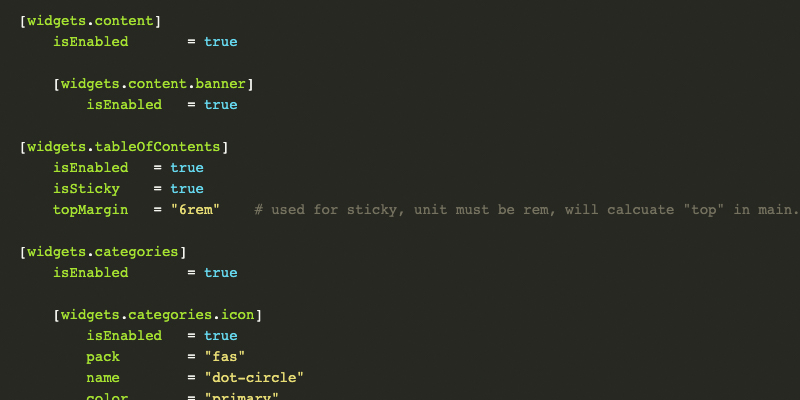 [widgets.content]
isEnabled = true
[widgets.content.banner]
isEnabled = true
[widgets.tableOfContents]
isEnabled = true
isSticky = true
topMargin = "6rem" # used for sticky, unit must be rem, will calcuate "top" in main.
[widgets.categories]
isEnabled = true
[widgets.categories.icon]
isEnabled = true
pack = "fas"
name = "dot-circle"
color = "primary"